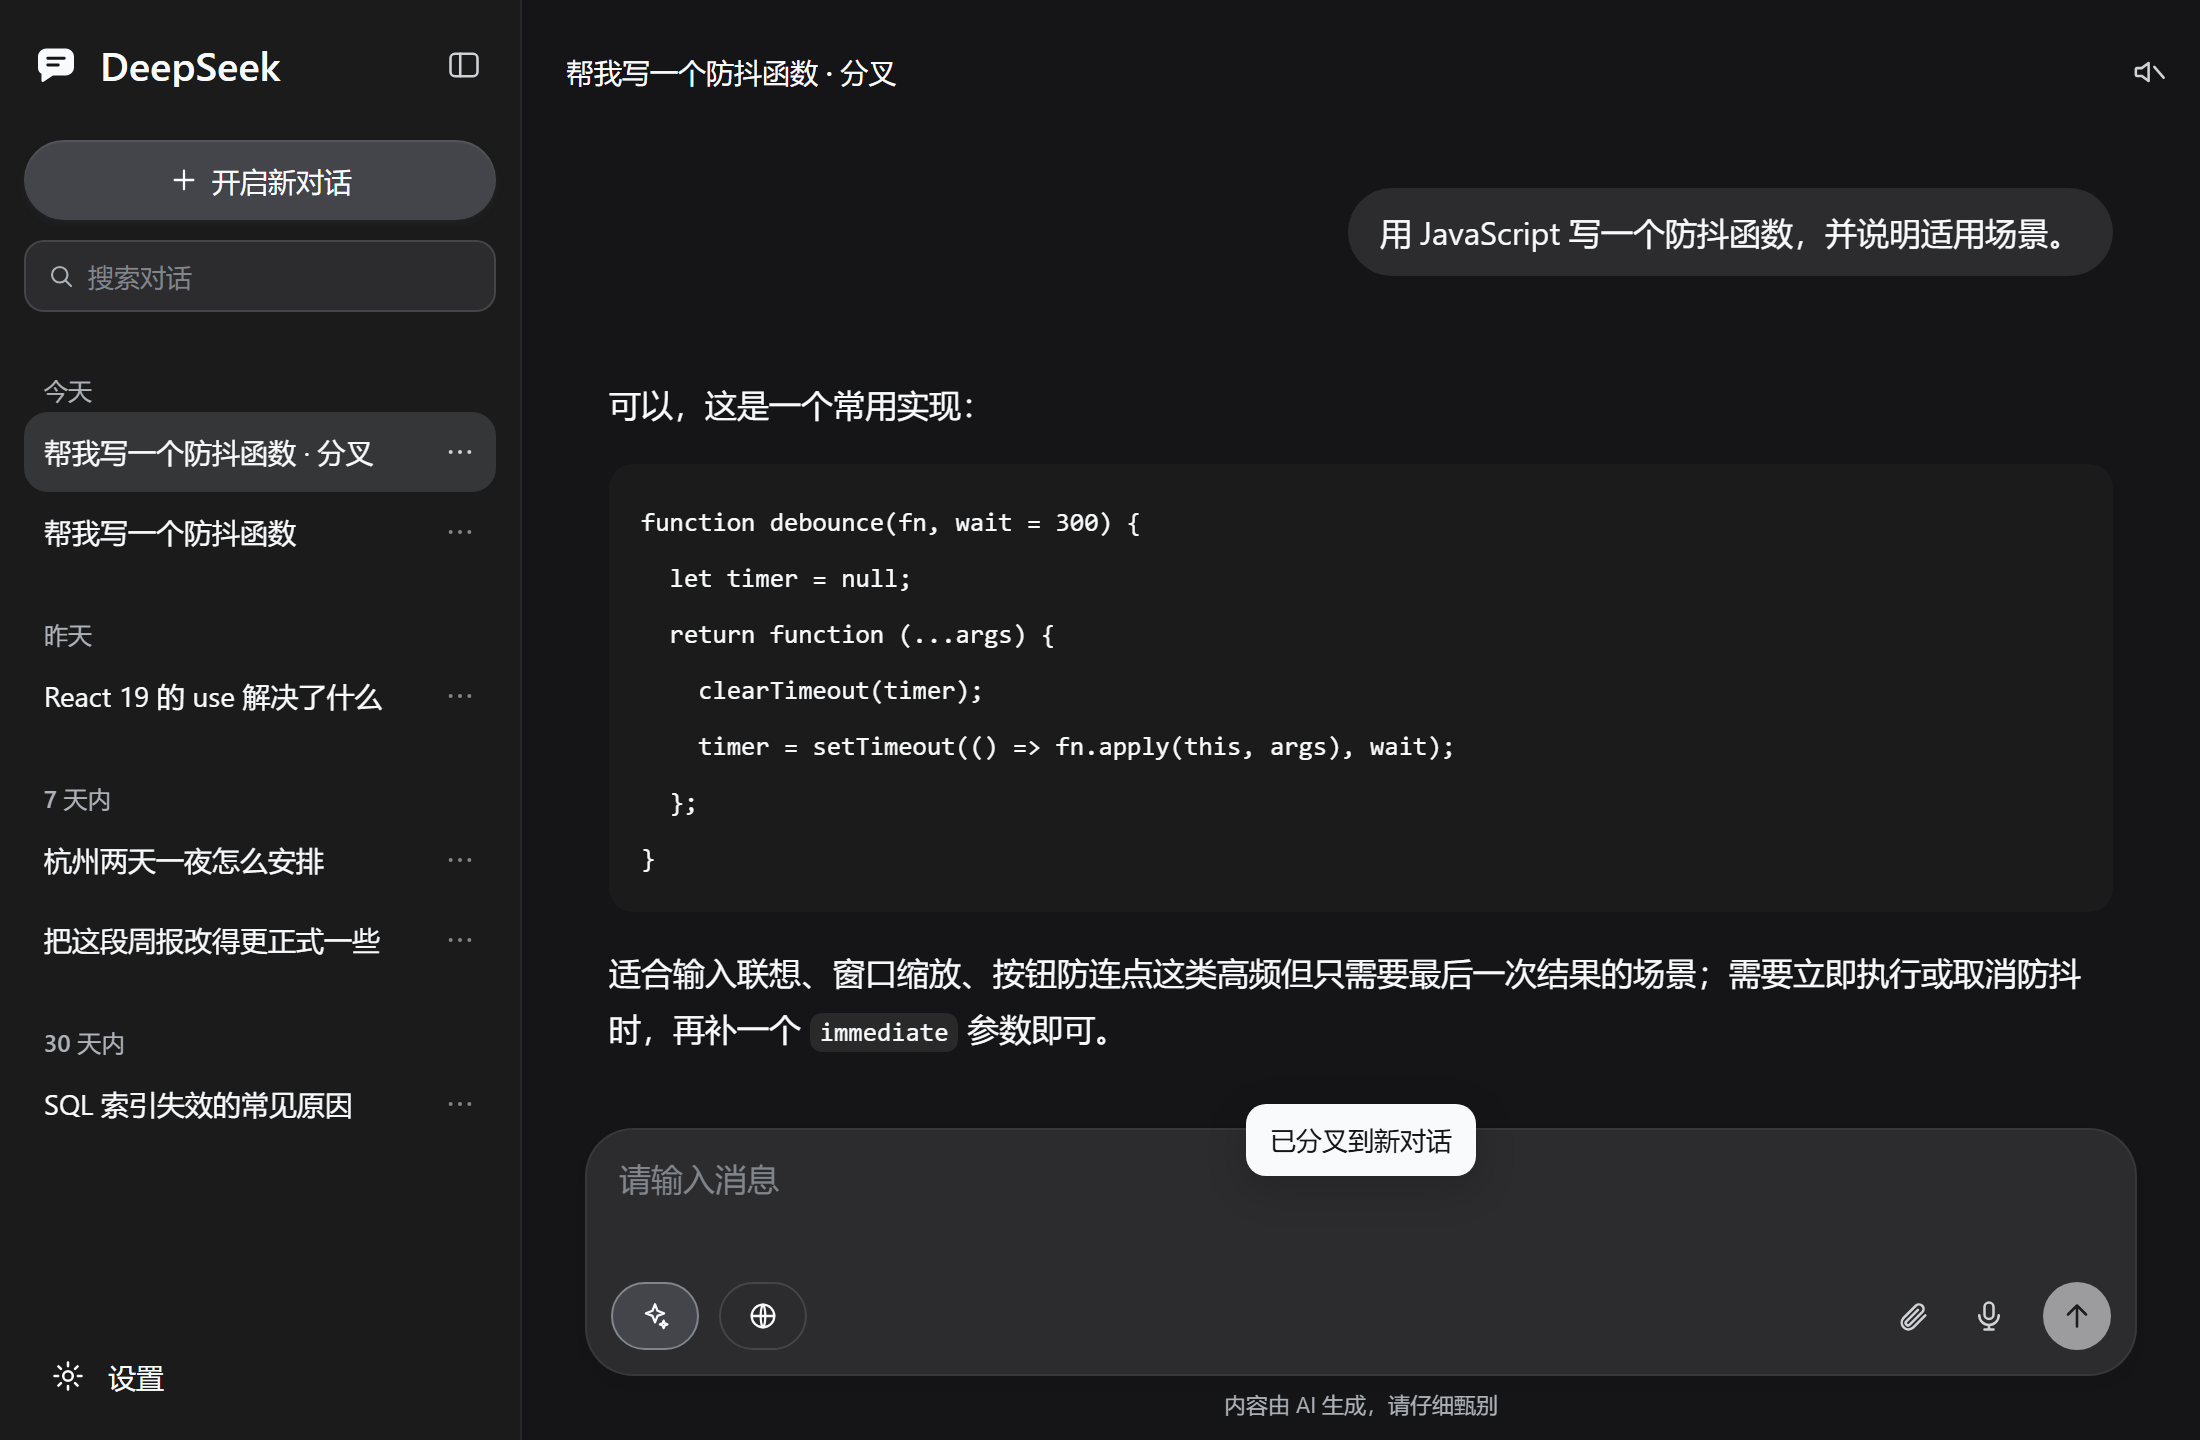 DeepSeek
开启新对话
搜索对话
今天
帮我写一个防抖函数 · 分叉
帮我写一个防抖函数
昨天
React 19 的 use 解决了什么
7 天内
杭州两天一夜怎么安排
把这段周报改得更正式一些
30 天内
SQL 索引失效的常见原因
设置
帮我写一个防抖函数 · 分叉
用 JavaScript 写一个防抖函数，并说明适用场景。
可以，这是一个常用实现：
function debounce(fn, wait = 300) {
  let timer = null;
  return function (...args) {
    clearTimeout(timer);
    timer = setTimeout(() => fn.apply(this, args), wait);
  };
}
适合输入联想、窗口缩放、按钮防连点这类高频但只需要最后一次结果的场景；需要立即执行或取消防抖
时，再补一个 immediate 参数即可。
已分叉到新对话
请输入消息
内容由 AI 生成，请仔细甄别